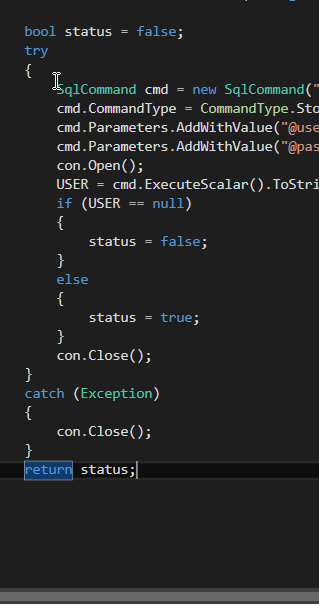 bool status = false;
try
{
SqlCommand cmd = new SqlCommand("
cmd.CommandType = CommandType.Sto
cmd.Parameters.AddWithValue("@use
cmd.Parameters.AddWithValue("@pas
con.Open();
USER = cmd.ExecuteScalar().ToStri
if (USER == null)
{
status = false;
}
else
{
status = true;
}
con.Close();
}
catch (Exception)
{
con.Close();
}
return status;